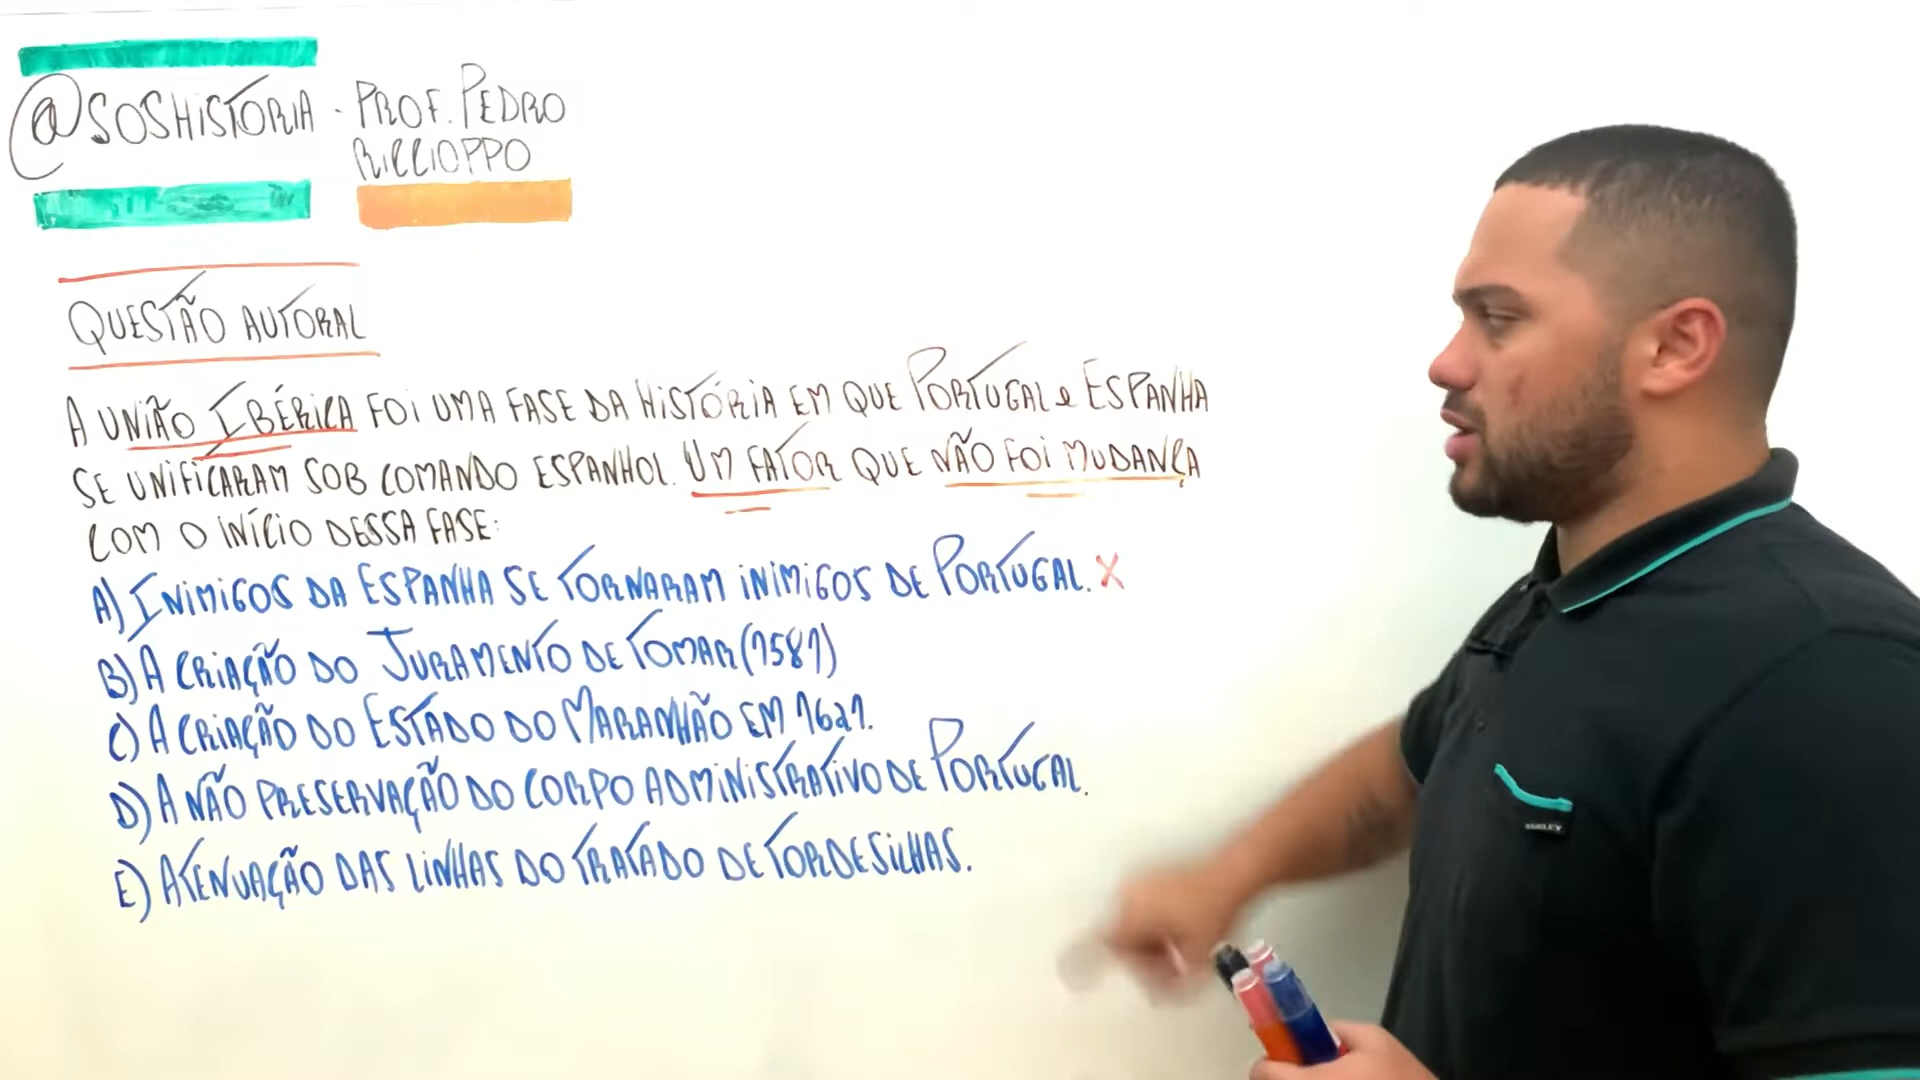 @SOSHISTÓRIA - PROF. PEDRO
RICCIOPPO
QUESTÃO AUTORAL
A UNIÃO IBÉRICA FOI UMA FASE DA HISTÓRIA EM QUE PORTUGAL e ESPANHA
SE UNIFICARAM SOB COMANDO ESPANHOL. UM FATOR QUE NÃO FOI MUDANÇA
COM O INÍCIO DESSA FASE:
A) INIMIGOS DA ESPANHA SE TORNARAM INIMIGOS DE PORTUGAL. X
B) A CRIAÇÃO DO JURAMENTO DE TOMAR (1581)
C) A CRIAÇÃO DO ESTADO DO MARANHÃO EM 1621.
D) A NÃO PRESERVAÇÃO DO CORPO ADMINISTRATIVO DE PORTUGAL.
E) ATENUAÇÃO DAS LINHAS DO TRATADO DE TORDESILHAS.
OAKLEY